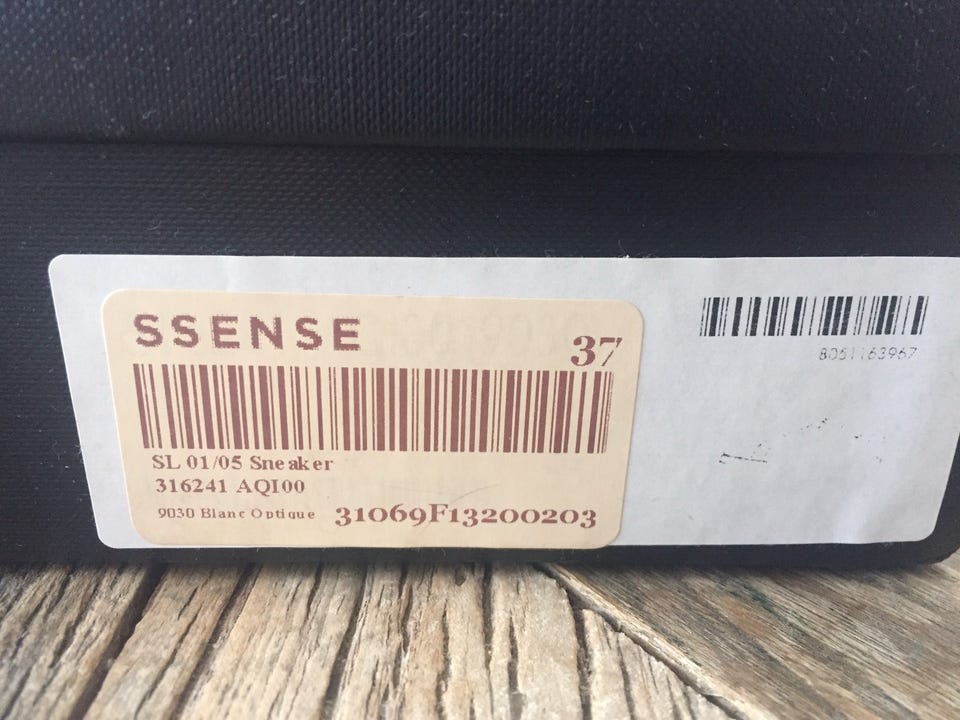 SSENSE
37
SL 01/05 Sneaker
316241 AQI00
9030 Blanc Optique 31069F13200203
8051163967